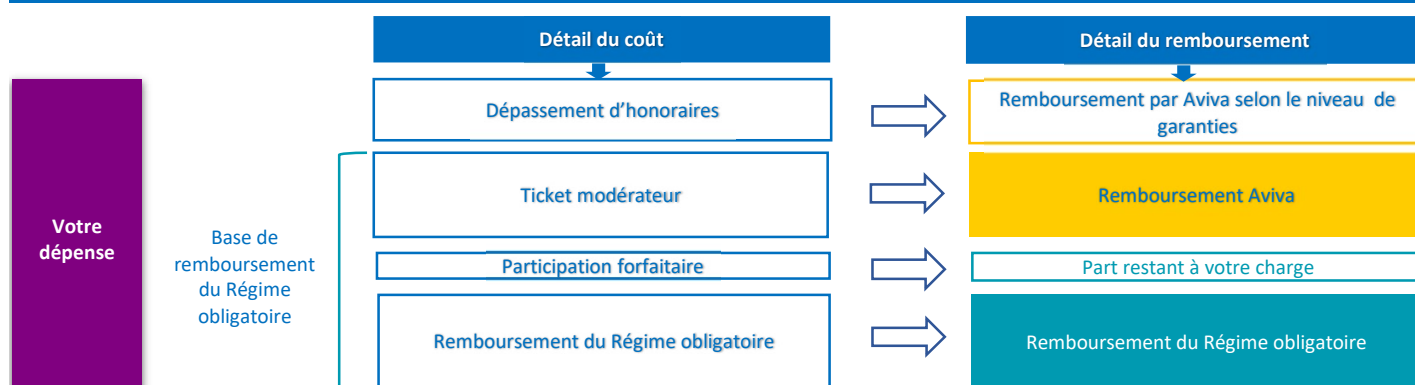 Détail du coût
Détail du remboursement
Dépassement d’honoraires
Remboursement par Aviva selon le niveau de
garanties
Ticket modérateur
Remboursement Aviva
Votre
dépense
Base de
remboursement
du Régime
obligatoire
Participation forfaitaire
Part restant à votre charge
Remboursement du Régime obligatoire
Remboursement du Régime obligatoire